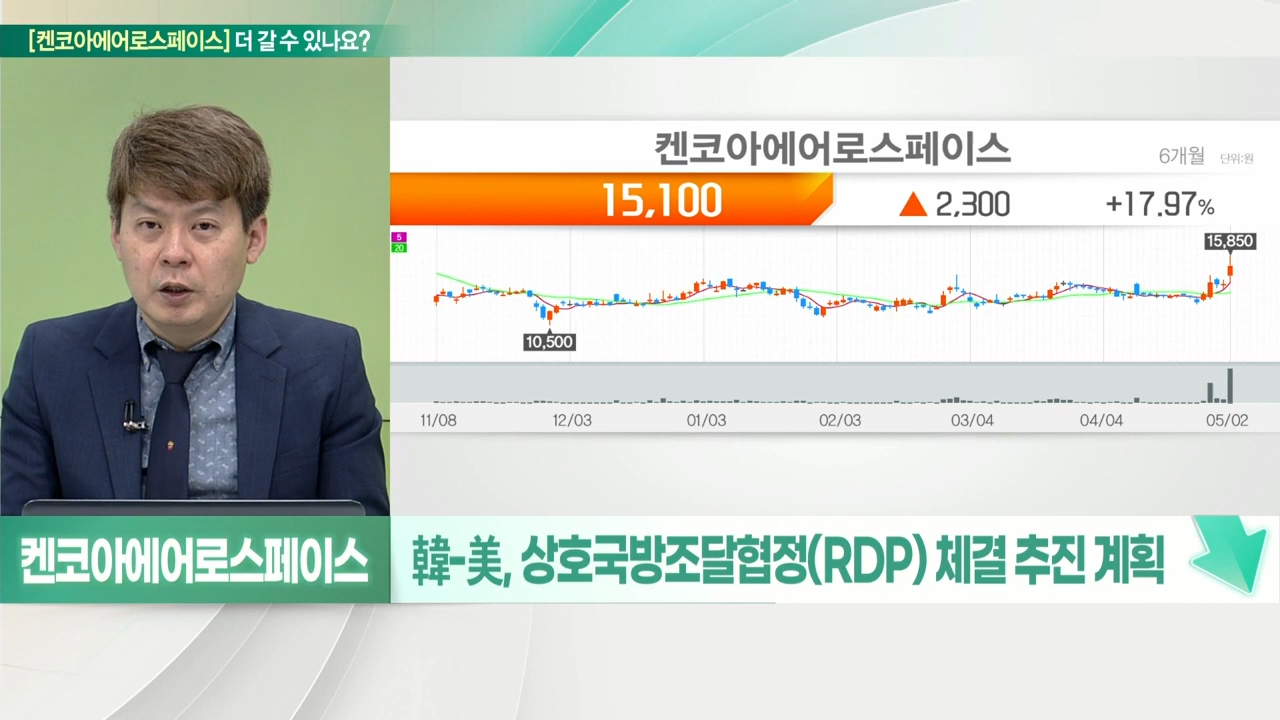 [켄코아에어로스페이스] 더 갈 수 있나요?
켄코아에어로스페이스
6개월 단위:원
15,100 ▲ 2,300 +17.97%
5
20
15,850
10,500
11/08 12/03 01/03 02/03 03/04 04/04 05/02
켄코아에어로스페이스
韓-美, 상호국방조달협정(RDP) 체결 추진 계획